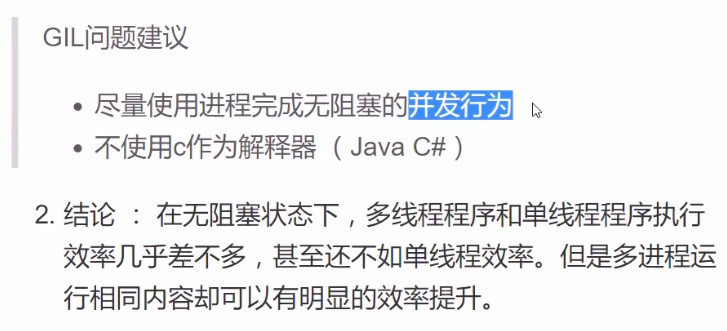 GIL问题建议
• 尽量使用进程完成无阻塞的并发行为
• 不使用c作为解释器 （ Java C# ）
2. 结论 ： 在无阻塞状态下，多线程程序和单线程程序执行
效率几乎差不多，甚至还不如单线程效率。但是多进程运
行相同内容却可以有明显的效率提升。